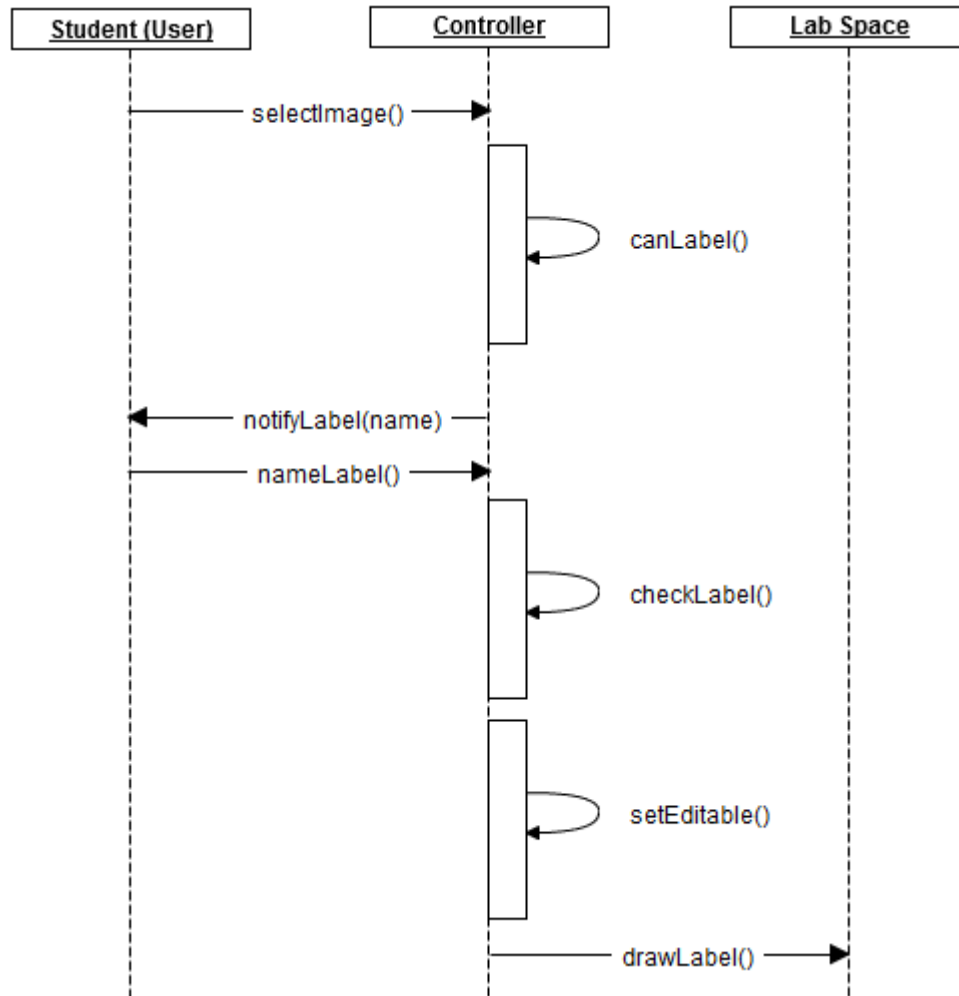 Student (User)
Controller
Lab Space
selectImage()
canLabel()
notifyLabel(name)
nameLabel()
checkLabel()
setEditable()
drawLabel()